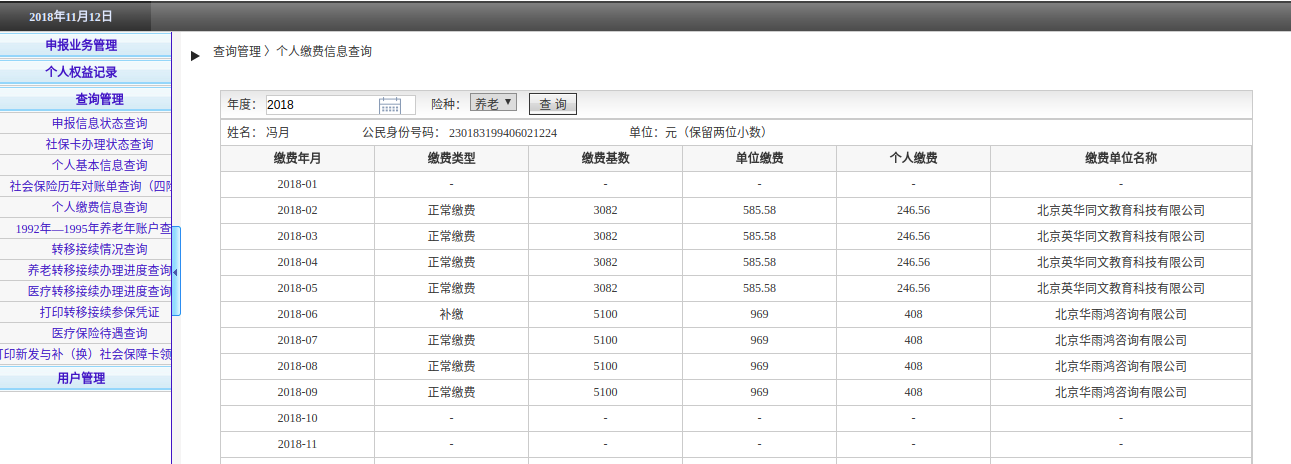 2018年11月12日
申报业务管理
个人权益记录
查询管理
申报信息状态查询
社保卡办理状态查询
个人基本信息查询
社会保险历年对账单查询（四险
个人缴费信息查询
1992年—1995年养老年账户查
转移接续情况查询
养老转移接续办理进度查询
医疗转移接续办理进度查询
打印转移接续参保凭证
医疗保险待遇查询
打印新发与补（换）社会保障卡领
用户管理
查询管理 〉个人缴费信息查询
年度： 2018 险种： 养老 查 询
姓名： 冯月 公民身份号码： 230183199406021224 单位：元（保留两位小数）
缴费年月 缴费类型 缴费基数 单位缴费 个人缴费 缴费单位名称
2018-01 - - - - -
2018-02 正常缴费 3082 585.58 246.56 北京英华同文教育科技有限公司
2018-03 正常缴费 3082 585.58 246.56 北京英华同文教育科技有限公司
2018-04 正常缴费 3082 585.58 246.56 北京英华同文教育科技有限公司
2018-05 正常缴费 3082 585.58 246.56 北京英华同文教育科技有限公司
2018-06 补缴 5100 969 408 北京华雨鸿咨询有限公司
2018-07 正常缴费 5100 969 408 北京华雨鸿咨询有限公司
2018-08 正常缴费 5100 969 408 北京华雨鸿咨询有限公司
2018-09 正常缴费 5100 969 408 北京华雨鸿咨询有限公司
2018-10 - - - - -
2018-11 - - - - -